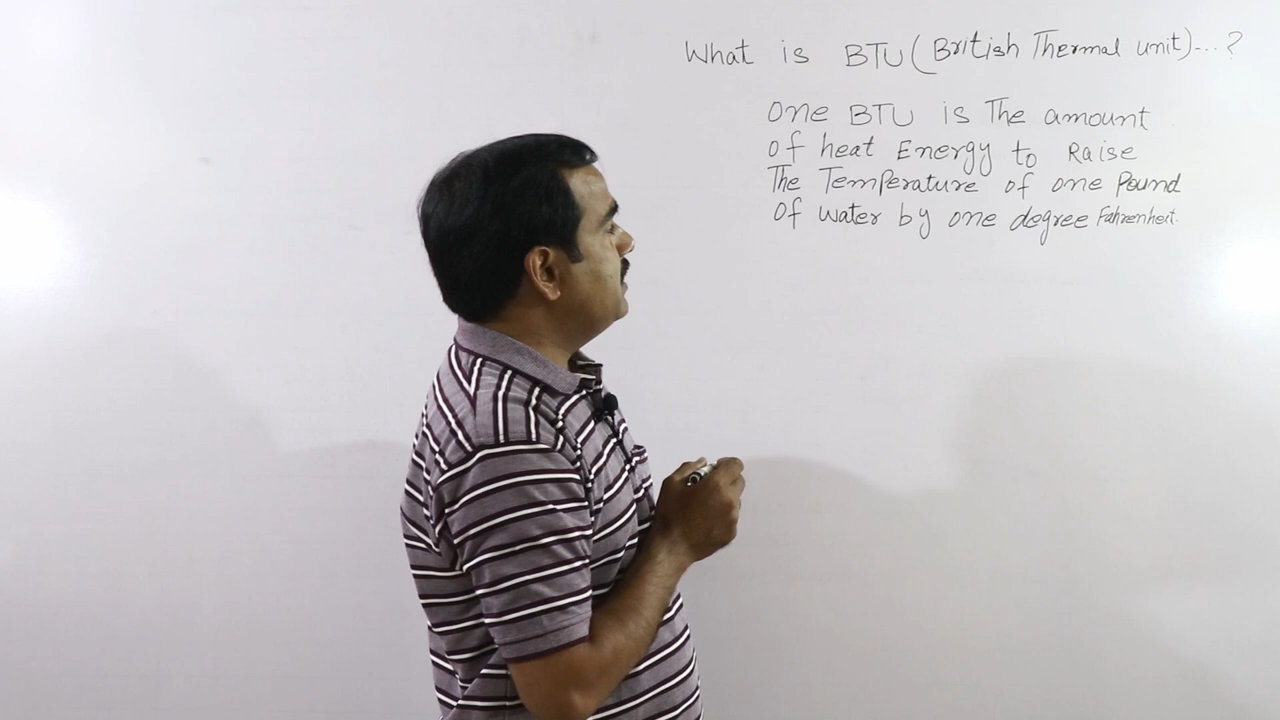 What is BTU (British Thermal unit)...?
One BTU is The amount
Of heat Energy to Raise
The Temperature of one Pound
Of water by one degree Fahrenheit.